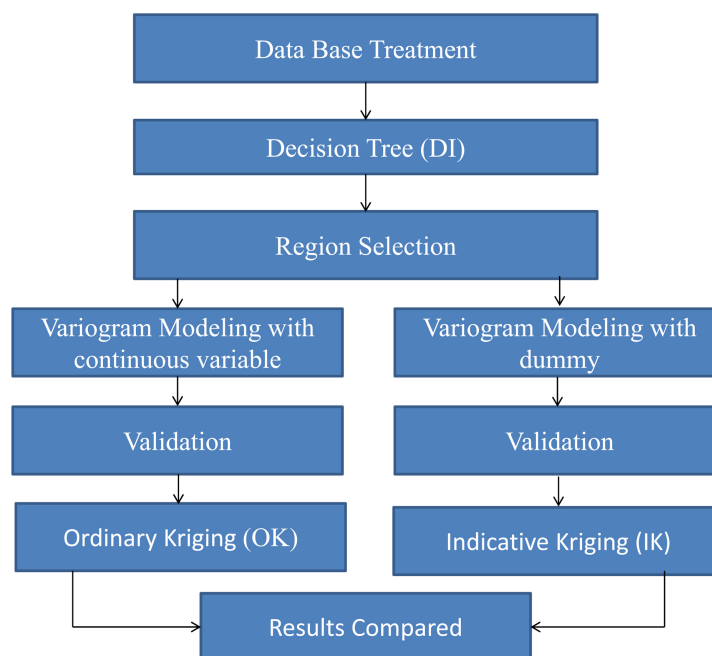 Data Base Treatment
Decision Tree (DI)
Region Selection
Variogram Modeling with
continuous variable
Variogram Modeling with
dummy
Validation
Validation
Ordinary Kriging (OK)
Indicative Kriging (IK)
Results Compared